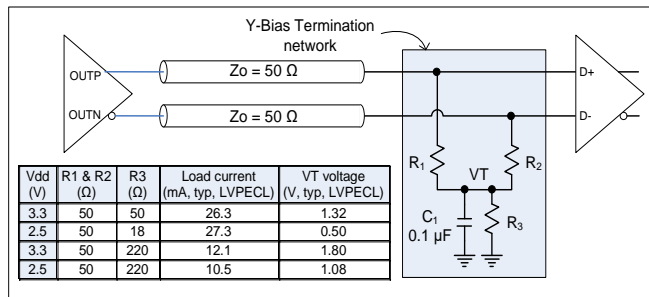 Y-Bias Termination
network
OUTP
OUTN
Zo = 50 Ω
Zo = 50 Ω
D+
D-
R1
R2
VT
C1
0.1 µF
R3
Vdd (V) R1 & R2 (Ω) R3 (Ω) Load current (mA, typ, LVPECL) VT voltage (V, typ, LVPECL)
3.3 50 50 26.3 1.32
2.5 50 18 27.3 0.50
3.3 50 220 12.1 1.80
2.5 50 220 10.5 1.08